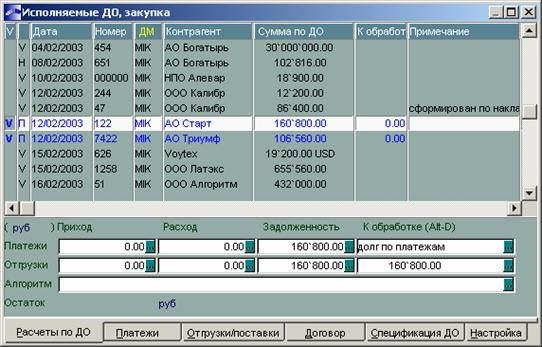 Исполняемые ДО, закупка
V Дата Номер ДМ Контрагент Сумма по ДО К обработ Примечание
V 04/02/2003 454 MIK АО Богатырь 30`000`000.00
Н 08/02/2003 651 MIK АО Богатырь 102`816.00
V 10/02/2003 000000 MIK НПО Алевар 18`900.00
V 12/02/2003 244 MIK ООО Калибр 12`200.00
V 12/02/2003 47 MIK ООО Калибр 86`400.00 сформирован по накла
V П 12/02/2003 122 MIK АО Старт 160`800.00 0.00
V П 12/02/2003 7422 MIK АО Триумф 106`560.00 0.00
V 15/02/2003 626 MIK Voytex 19`200.00 USD
V 15/02/2003 1258 MIK ООО Латэкс 655`560.00
V 16/02/2003 51 MIK ООО Алгоритм 432`000.00
( руб ) Приход Расход Задолженность К обработке (Alt-D)
Платежи 0.00 ... 0.00 ... 160`800.00 ... долг по платежам ...
Отгрузки 0.00 ... 0.00 ... 160`800.00 ... 160`800.00 ...
Алгоритм ...
Остаток руб
Расчеты по ДО Платежи Отгрузки/поставки Договор Спецификация ДО Настройка